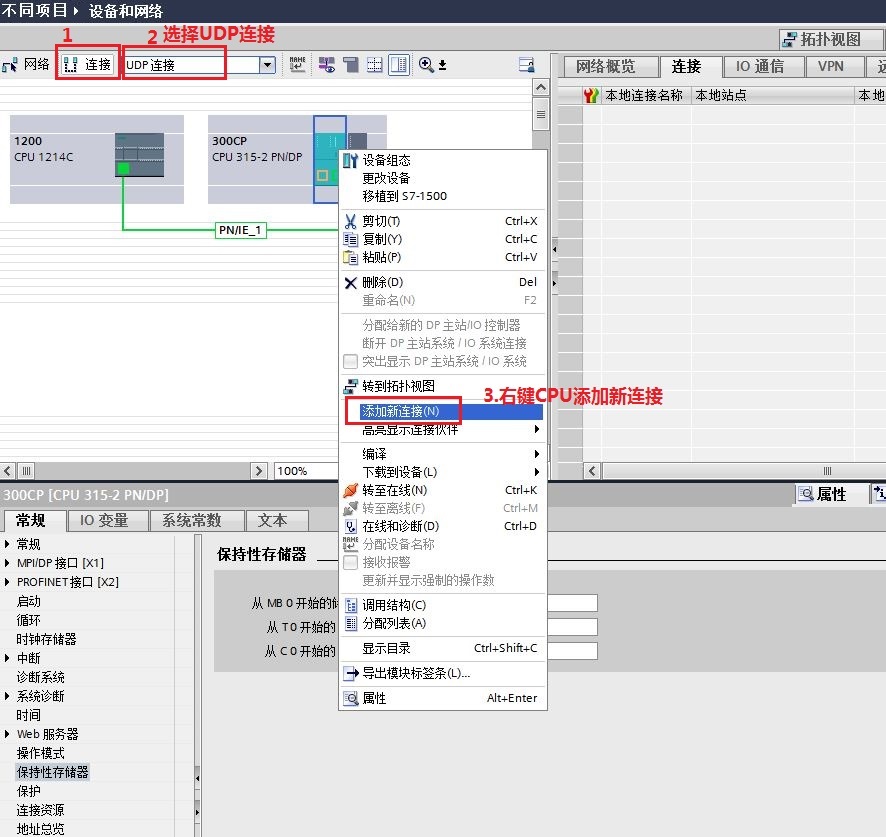 不同项目 ▸ 设备和网络
1
2 选择UDP连接
拓扑视图
网络 连接 UDP 连接
网络概览 连接 IO 通信 VPN
本地连接名称 本地站点
1200
CPU 1214C
300CP
CPU 315-2 PN/DP
PN/IE_1
设备组态
更改设备
移植到 S7-1500
剪切(T) Ctrl+X
复制(Y) Ctrl+C
粘贴(P) Ctrl+V
删除(D) Del
重命名(N) F2
分配给新的 DP 主站/IO 控制器
断开 DP 主站系统 / IO 系统连接
突出显示 DP 主站系统 / IO 系统
转到拓扑视图
添加新连接(N)
3.右键CPU添加新连接
高亮显示连接伙伴
编译
下载到设备(L)
转至在线(N) Ctrl+K
转至离线(F) Ctrl+M
在线和诊断(D) Ctrl+D
分配设备名称
接收报警
更新并显示强制的操作数
调用结构(C)
分配列表(A)
显示目录 Ctrl+Shift+C
导出模块标签条(L)...
属性 Alt+Enter
100%
300CP [CPU 315-2 PN/DP]
属性
常规 IO 变量 系统常数 文本
常规
MPI/DP 接口 [X1]
PROFINET接口 [X2]
启动
循环
时钟存储器
中断
诊断系统
系统诊断
时间
Web 服务器
操作模式
保持性存储器
保护
连接资源
地址总览
保持性存储器
从 MB 0 开始的
从 T 0 开始的
从 C 0 开始的